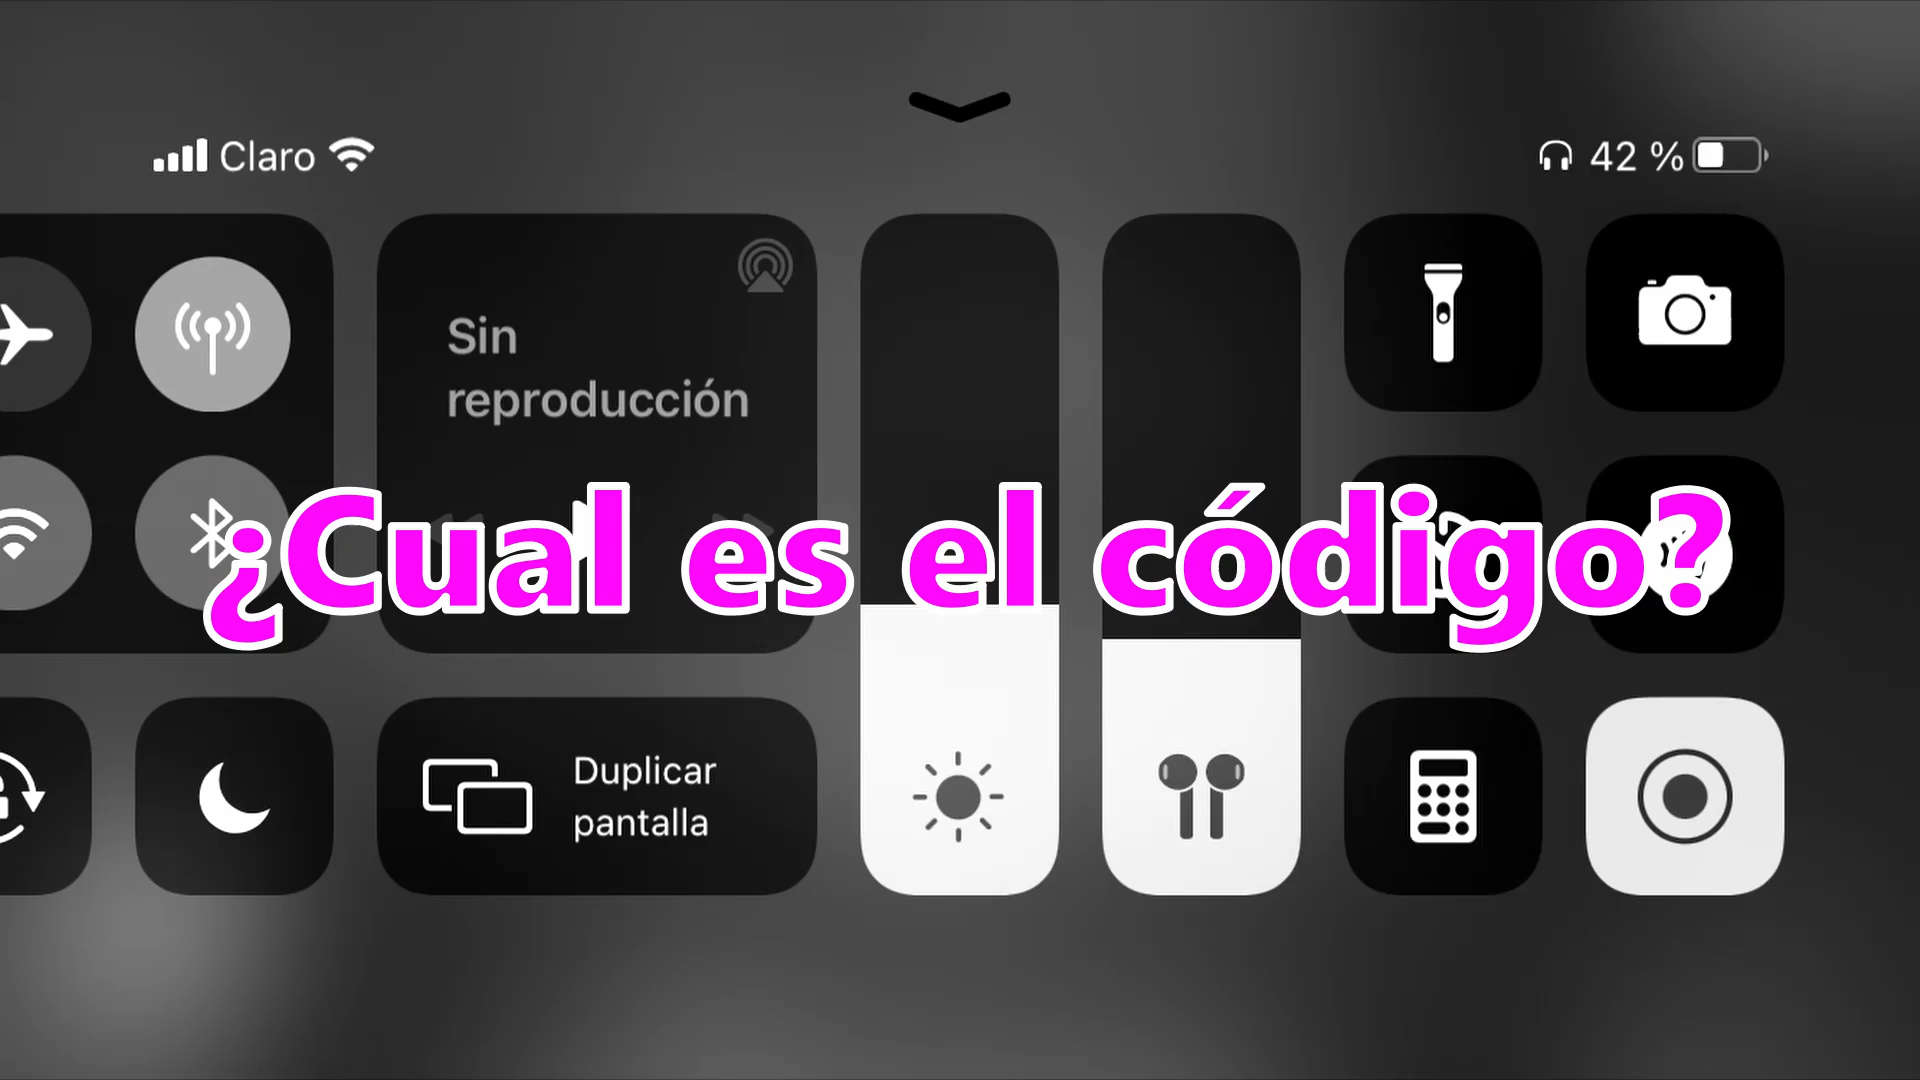 Claro
42 %
Sin
reproducción
¿Cual es el código?
Duplicar
pantalla